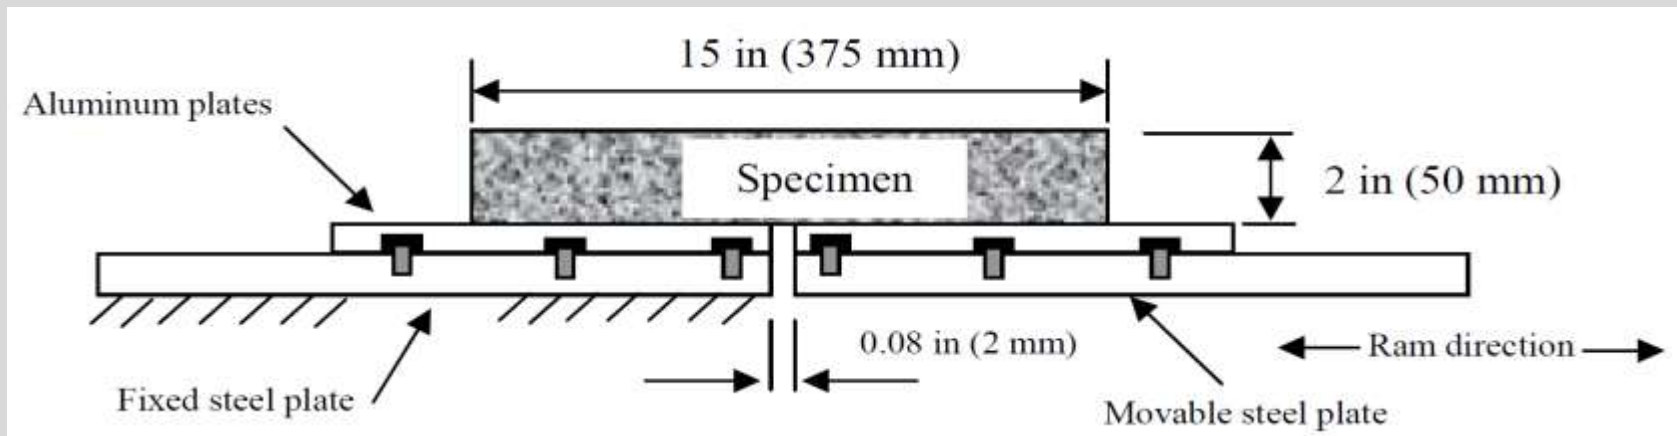 15 in (375 mm)
Aluminum plates
Specimen
2 in (50 mm)
0.08 in (2 mm)
Ram direction
Fixed steel plate
Movable steel plate